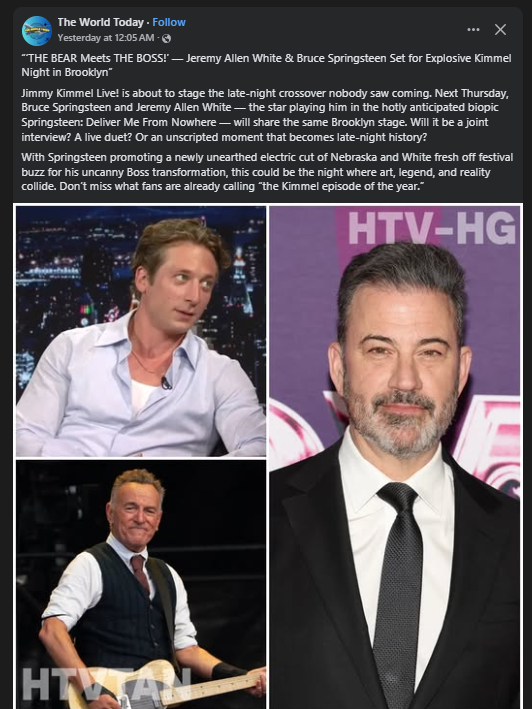 The World Today · Follow
Yesterday at 12:05 AM ·
"'THE BEAR Meets THE BOSS!' — Jeremy Allen White & Bruce Springsteen Set for Explosive Kimmel
Night in Brooklyn"
Jimmy Kimmel Live! is about to stage the late-night crossover nobody saw coming. Next Thursday,
Bruce Springsteen and Jeremy Allen White — the star playing him in the hotly anticipated biopic
Springsteen: Deliver Me From Nowhere — will share the same Brooklyn stage. Will it be a joint
interview? A live duet? Or an unscripted moment that becomes late-night history?
With Springsteen promoting a newly unearthed electric cut of Nebraska and White fresh off festival
buzz for his uncanny Boss transformation, this could be the night where art, legend, and reality
collide. Don't miss what fans are already calling "the Kimmel episode of the year."
HTV-HG
HTVTAN